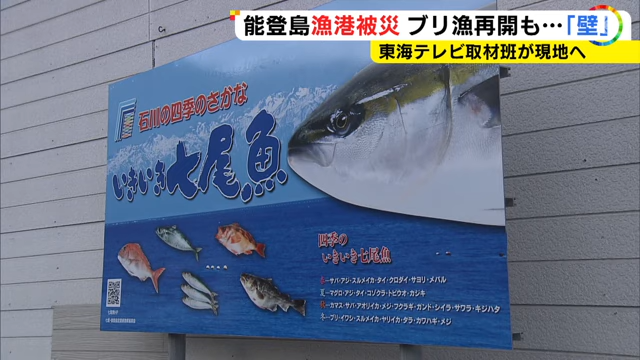 能登島漁港被災 ブリ漁再開も…「壁」
東海テレビ取材班が現地へ
石川の四季のさかな
いきいき七尾魚
四季の
いきいき七尾魚
春─サバ・アジ・スルメイカ・タイ・クロダイ・サヨリ・メバル
夏─マグロ・アジ・タイ・コゾクラ・トビウオ・カジキ
秋─カマス・サバ・アオリイカ・メジ・フクラギ・ガンド・シイラ・サワラ・キジハタ
冬─ブリ・イワシ・スルメイカ・ヤリイカ・タラ・カワハギ・メジ